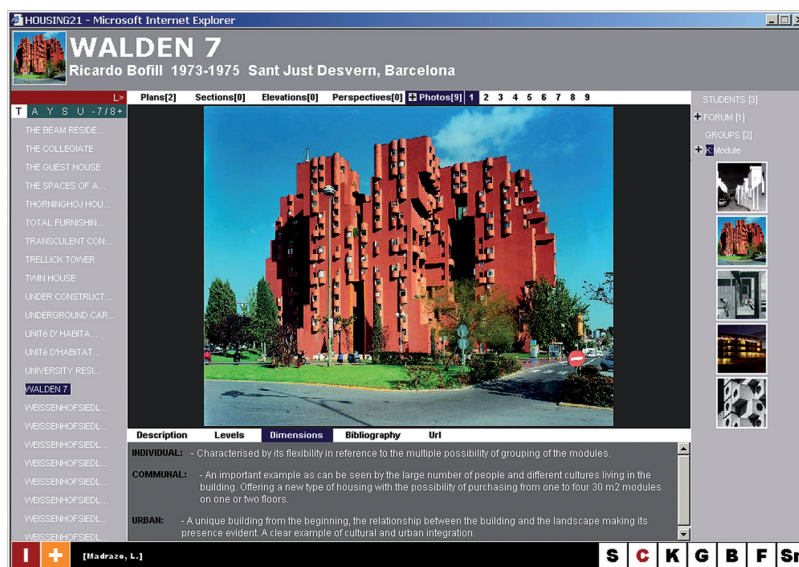 HOUSING21 - Microsoft Internet Explorer
WALDEN 7
Ricardo Bofill 1973-1975 Sant Just Desvern, Barcelona
L>
T A Y S U -7/8+
THE BEAM RESIDE...
THE COLLEGIATE
THE GUEST HOUSE
THE SPACES OF A...
THORNINGHOJ HOU...
TOTAL FURNISHIN...
TRANSCULENT CON...
TRELLICK TOWER
TWIN HOUSE
UNDER CONSTRUCT...
UNDERGROUND CAR...
UNITé D' HABITA...
UNITé D'HABITAT...
UNIVERSITY RESI...
WALDEN 7
WEISSENHOFSIEDL...
WEISSENHOFSIEDL...
WEISSENHOFSIEDL...
WEISSENHOFSIEDL...
WEISSENHOFSIEDL...
WEISSENHOFSIEDL...
WEISSENHOFSIEDL...
WEISSENHOFSIEDL...
Plans[2] Sections[0] Elevations[0] Perspectives[0] + Photos[9] 1 2 3 4 5 6 7 8 9
Description Levels Dimensions Bibliography Url
INDIVIDUAL: - Characterised by its flexibility in reference to the multiple possibility of grouping of the modules.
COMMUNAL: - An important example as can be seen by the large number of people and different cultures living in the
building. Offering a new type of housing with the possibility of purchasing from one to four 30 m2 modules
on one or two floors.
URBAN: - A unique building from the beginning, the relationship between the building and the landscape making its
presence evident. A clear example of cultural and urban integration.
STUDENTS [3]
+ FORUM [1]
GROUPS [2]
+ K:Module
I + [Madrazo, L.]
S C K G B F Sr